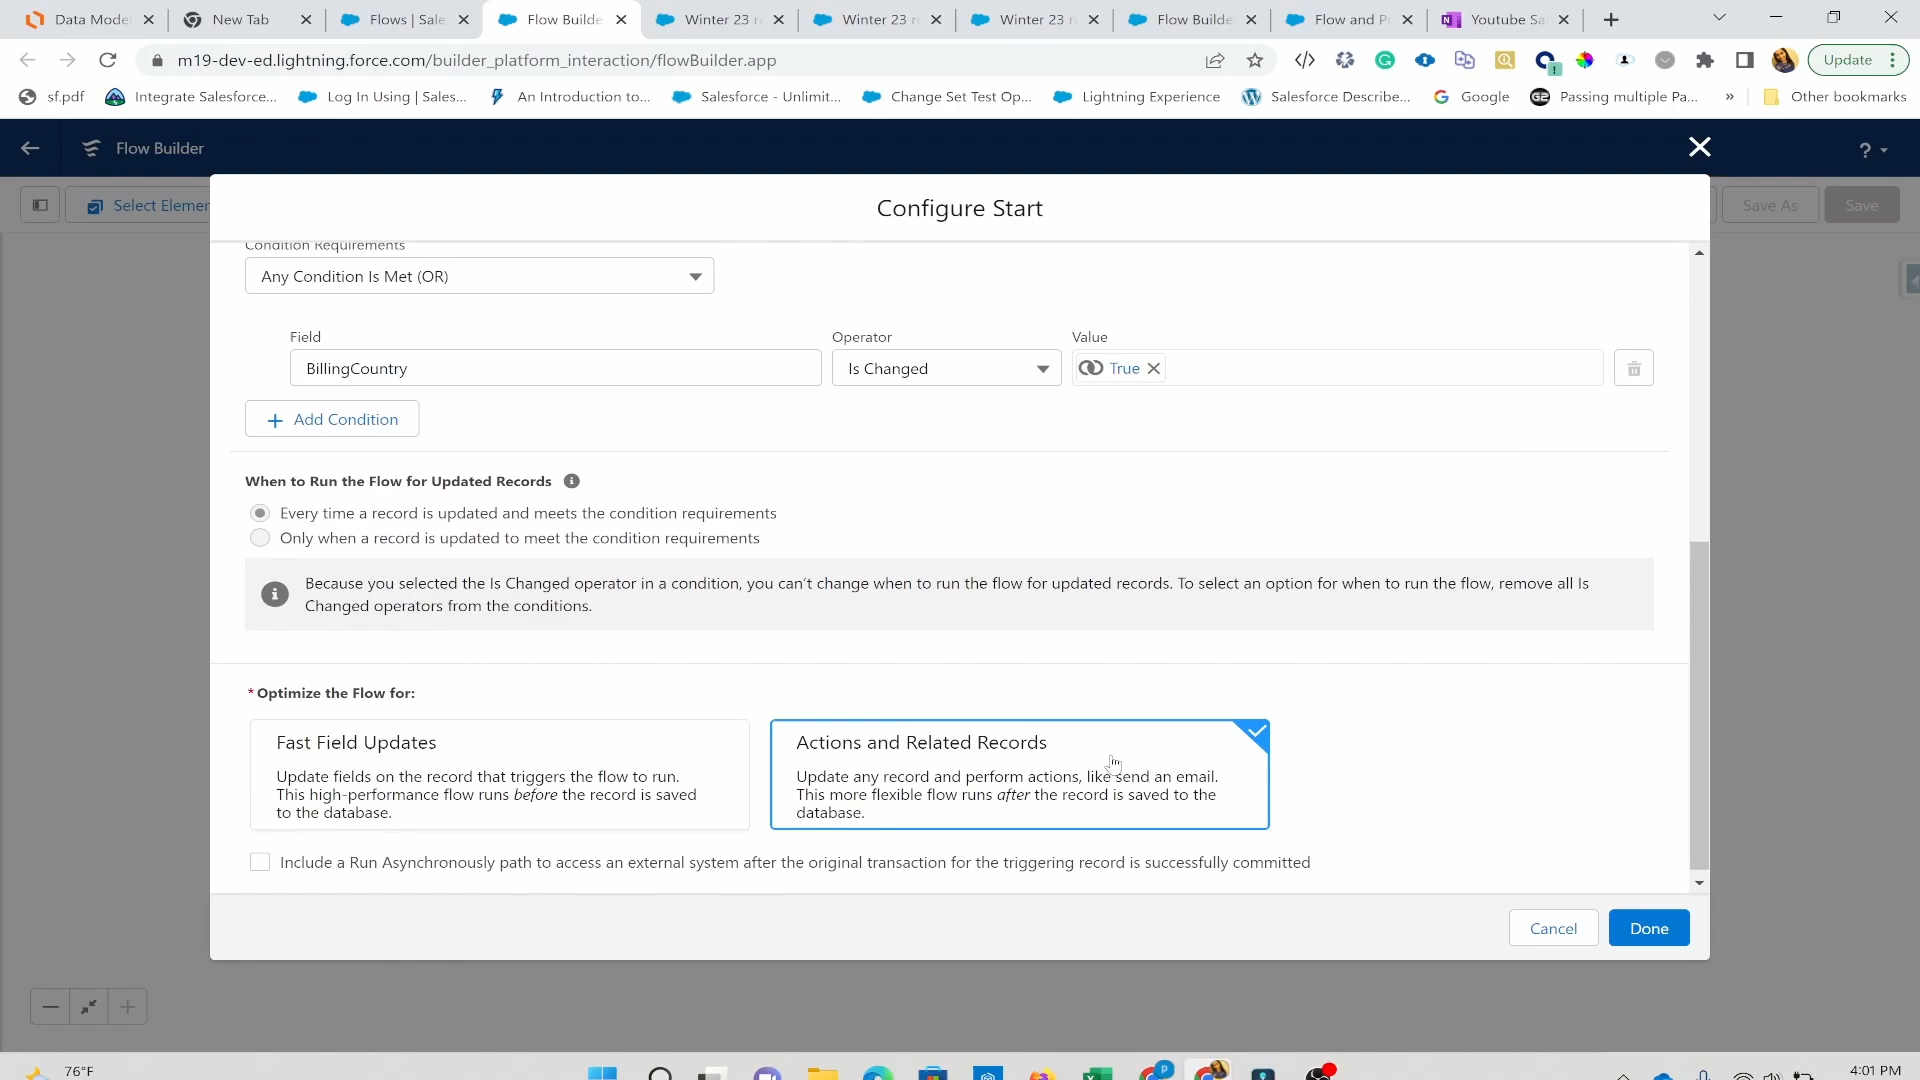 Data Model
New Tab
Flows | Sale
Flow Builde
Winter 23 r
Winter 23 r
Winter 23 r
Flow Builde
Flow and P
Youtube Sa
m19-dev-ed.lightning.force.com/builder_platform_interaction/flowBuilder.app
Update
sf.pdf
Integrate Salesforce...
Log In Using | Sales...
An Introduction to...
Salesforce - Unlimit...
Change Set Test Op...
Lightning Experience
Salesforce Describe...
Google
Passing multiple Pa...
»
Other bookmarks
Flow Builder
?
Select Elemen
Save As
Save
Configure Start
Condition Requirements
Any Condition Is Met (OR)
Field
Operator
Value
BillingCountry
Is Changed
True
Add Condition
When to Run the Flow for Updated Records
Every time a record is updated and meets the condition requirements
Only when a record is updated to meet the condition requirements
Because you selected the Is Changed operator in a condition, you can't change when to run the flow for updated records. To select an option for when to run the flow, remove all Is
Changed operators from the conditions.
*Optimize the Flow for:
Fast Field Updates
Update fields on the record that triggers the flow to run.
This high-performance flow runs before the record is saved
to the database.
Actions and Related Records
Update any record and perform actions, like send an email.
This more flexible flow runs after the record is saved to the
database.
Include a Run Asynchronously path to access an external system after the original transaction for the triggering record is successfully committed
Cancel
Done
76°F
4:01 PM